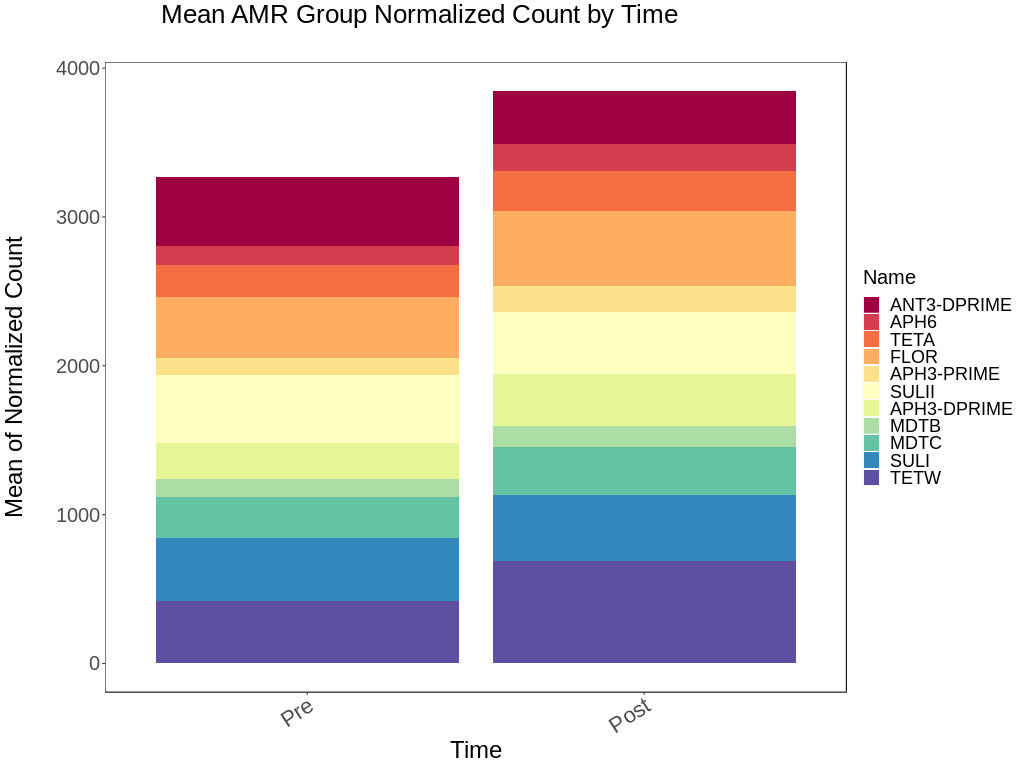 Mean AMR Group Normalized Count by Time
4000
3000
2000
1000
0
Mean of Normalized Count
Pre
Post
Time
Name
ANT3-DPRIME
APH6
TETA
FLOR
APH3-PRIME
SULII
APH3-DPRIME
MDTB
MDTC
SULI
TETW